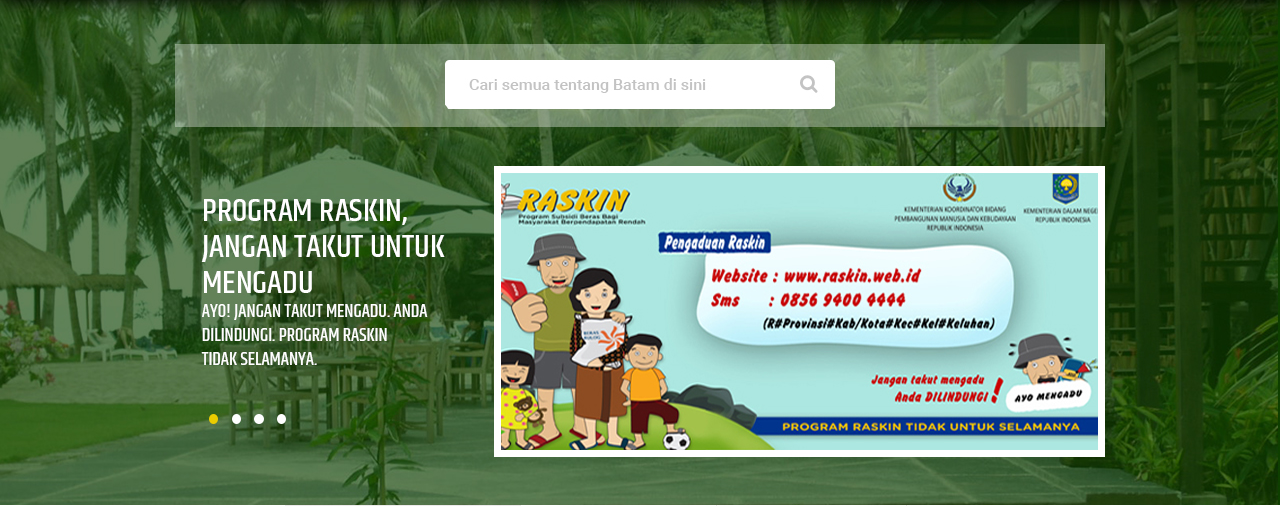 Cari semua tentang Batam di sini
PROGRAM RASKIN,
JANGAN TAKUT UNTUK
MENGADU
AYO! JANGAN TAKUT MENGADU. ANDA
DILINDUNGI. PROGRAM RASKIN
TIDAK SELAMANYA.
RASKIN
Program Subsidi Beras Bagi
Masyarakat Berpendapatan Rendah
KEMENTERIAN KOORDINATOR BIDANG
PEMBANGUNAN MANUSIA DAN KEBUDAYAAN
REPUBLIK INDONESIA
KEMENTERIAN DALAM NEGE
REPUBLIK INDONESIA
Pengaduan Raskin
Website : www.raskin.web.id
Sms : 0856 9400 4444
(R#Provinsi#Kab/Kota#Kec#Kel#Keluhan)
BERAS
Jangan takut mengadu
Anda DILINDUNGI !
AYO MENGADU
PROGRAM RASKIN TIDAK UNTUK SELAMANYA